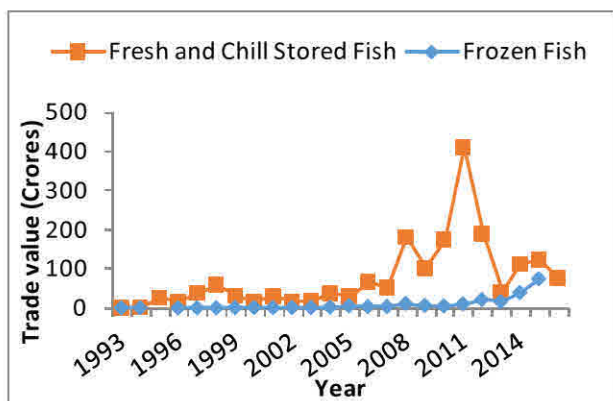 Fresh and Chill Stored Fish Frozen Fish
Trade value (Crores)
500
400
300
200
100
0
1993 1996 1999 2002 2005 2008 2011 2014
Year